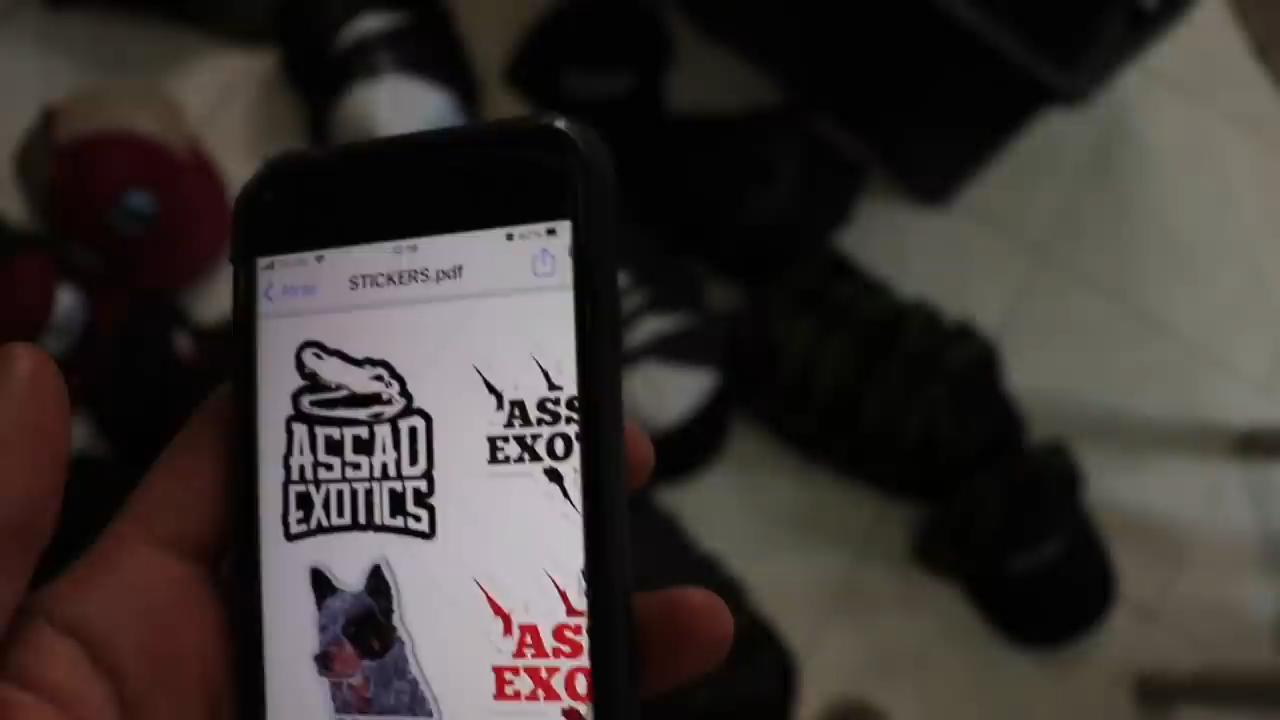 STICKERS.pdf
ASSAD
EXOTICS
ASS
EXO
AS
EXO